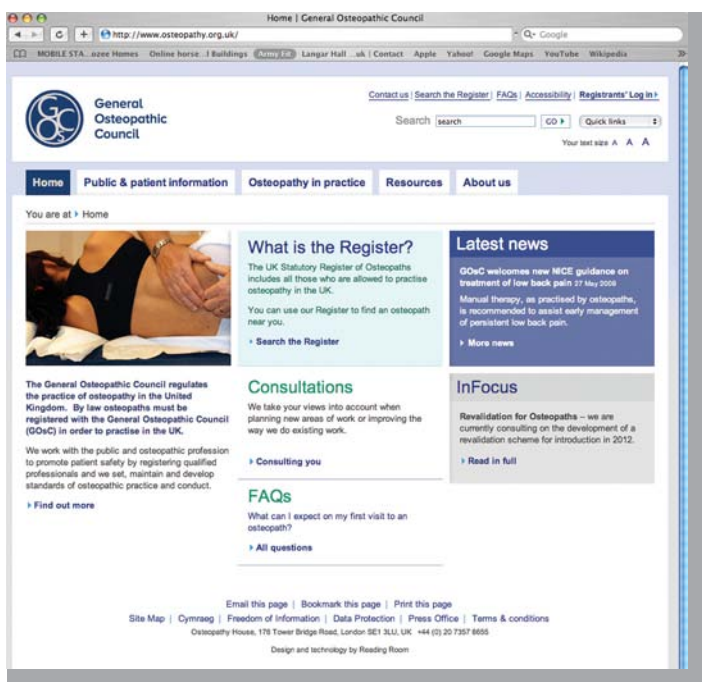 Home | General Osteopathic Council
http://www.osteopathy.org.uk/
Google
MOBILE STA...ozee Homes Online horse...l Buildings Army Fit Langar Hall ...uk | Contact Apple Yahoo! Google Maps YouTube Wikipedia
Contact us | Search the Register | FAQs | Accessibility | Registrants' Log in
General
Osteopathic
Council
Search search GO Quick links
Your text size A A A
Home Public & patient information Osteopathy in practice Resources About us
You are at Home
What is the Register?
The UK Statutory Register of Osteopaths
includes all those who are allowed to practise
osteopathy in the UK.
You can use our Register to find an osteopath
near you.
Search the Register
Latest news
GOsC welcomes new NICE guidance on
treatment of low back pain 27 May 2009
Manual therapy, as practised by osteopaths,
is recommended to assist early management
of persistent low back pain.
More news
The General Osteopathic Council regulates
the practice of osteopathy in the United
Kingdom. By law osteopaths must be
registered with the General Osteopathic Council
(GOsC) in order to practise in the UK.
We work with the public and osteopathic profession
to promote patient safety by registering qualified
professionals and we set, maintain and develop
standards of osteopathic practice and conduct.
Find out more
Consultations
We take your views into account when
planning new areas of work or improving the
way we do existing work.
Consulting you
FAQs
What can I expect on my first visit to an
osteopath?
All questions
InFocus
Revalidation for Osteopaths – we are
currently consulting on the development of a
revalidation scheme for introduction in 2012.
Read in full
Email this page | Bookmark this page | Print this page
Site Map | Cymraeg | Freedom of Information | Data Protection | Press Office | Terms & conditions
Osteopathy House, 176 Tower Bridge Road, London SE1 3LU, UK +44 (0) 20 7357 6655
Design and technology by Reading Room